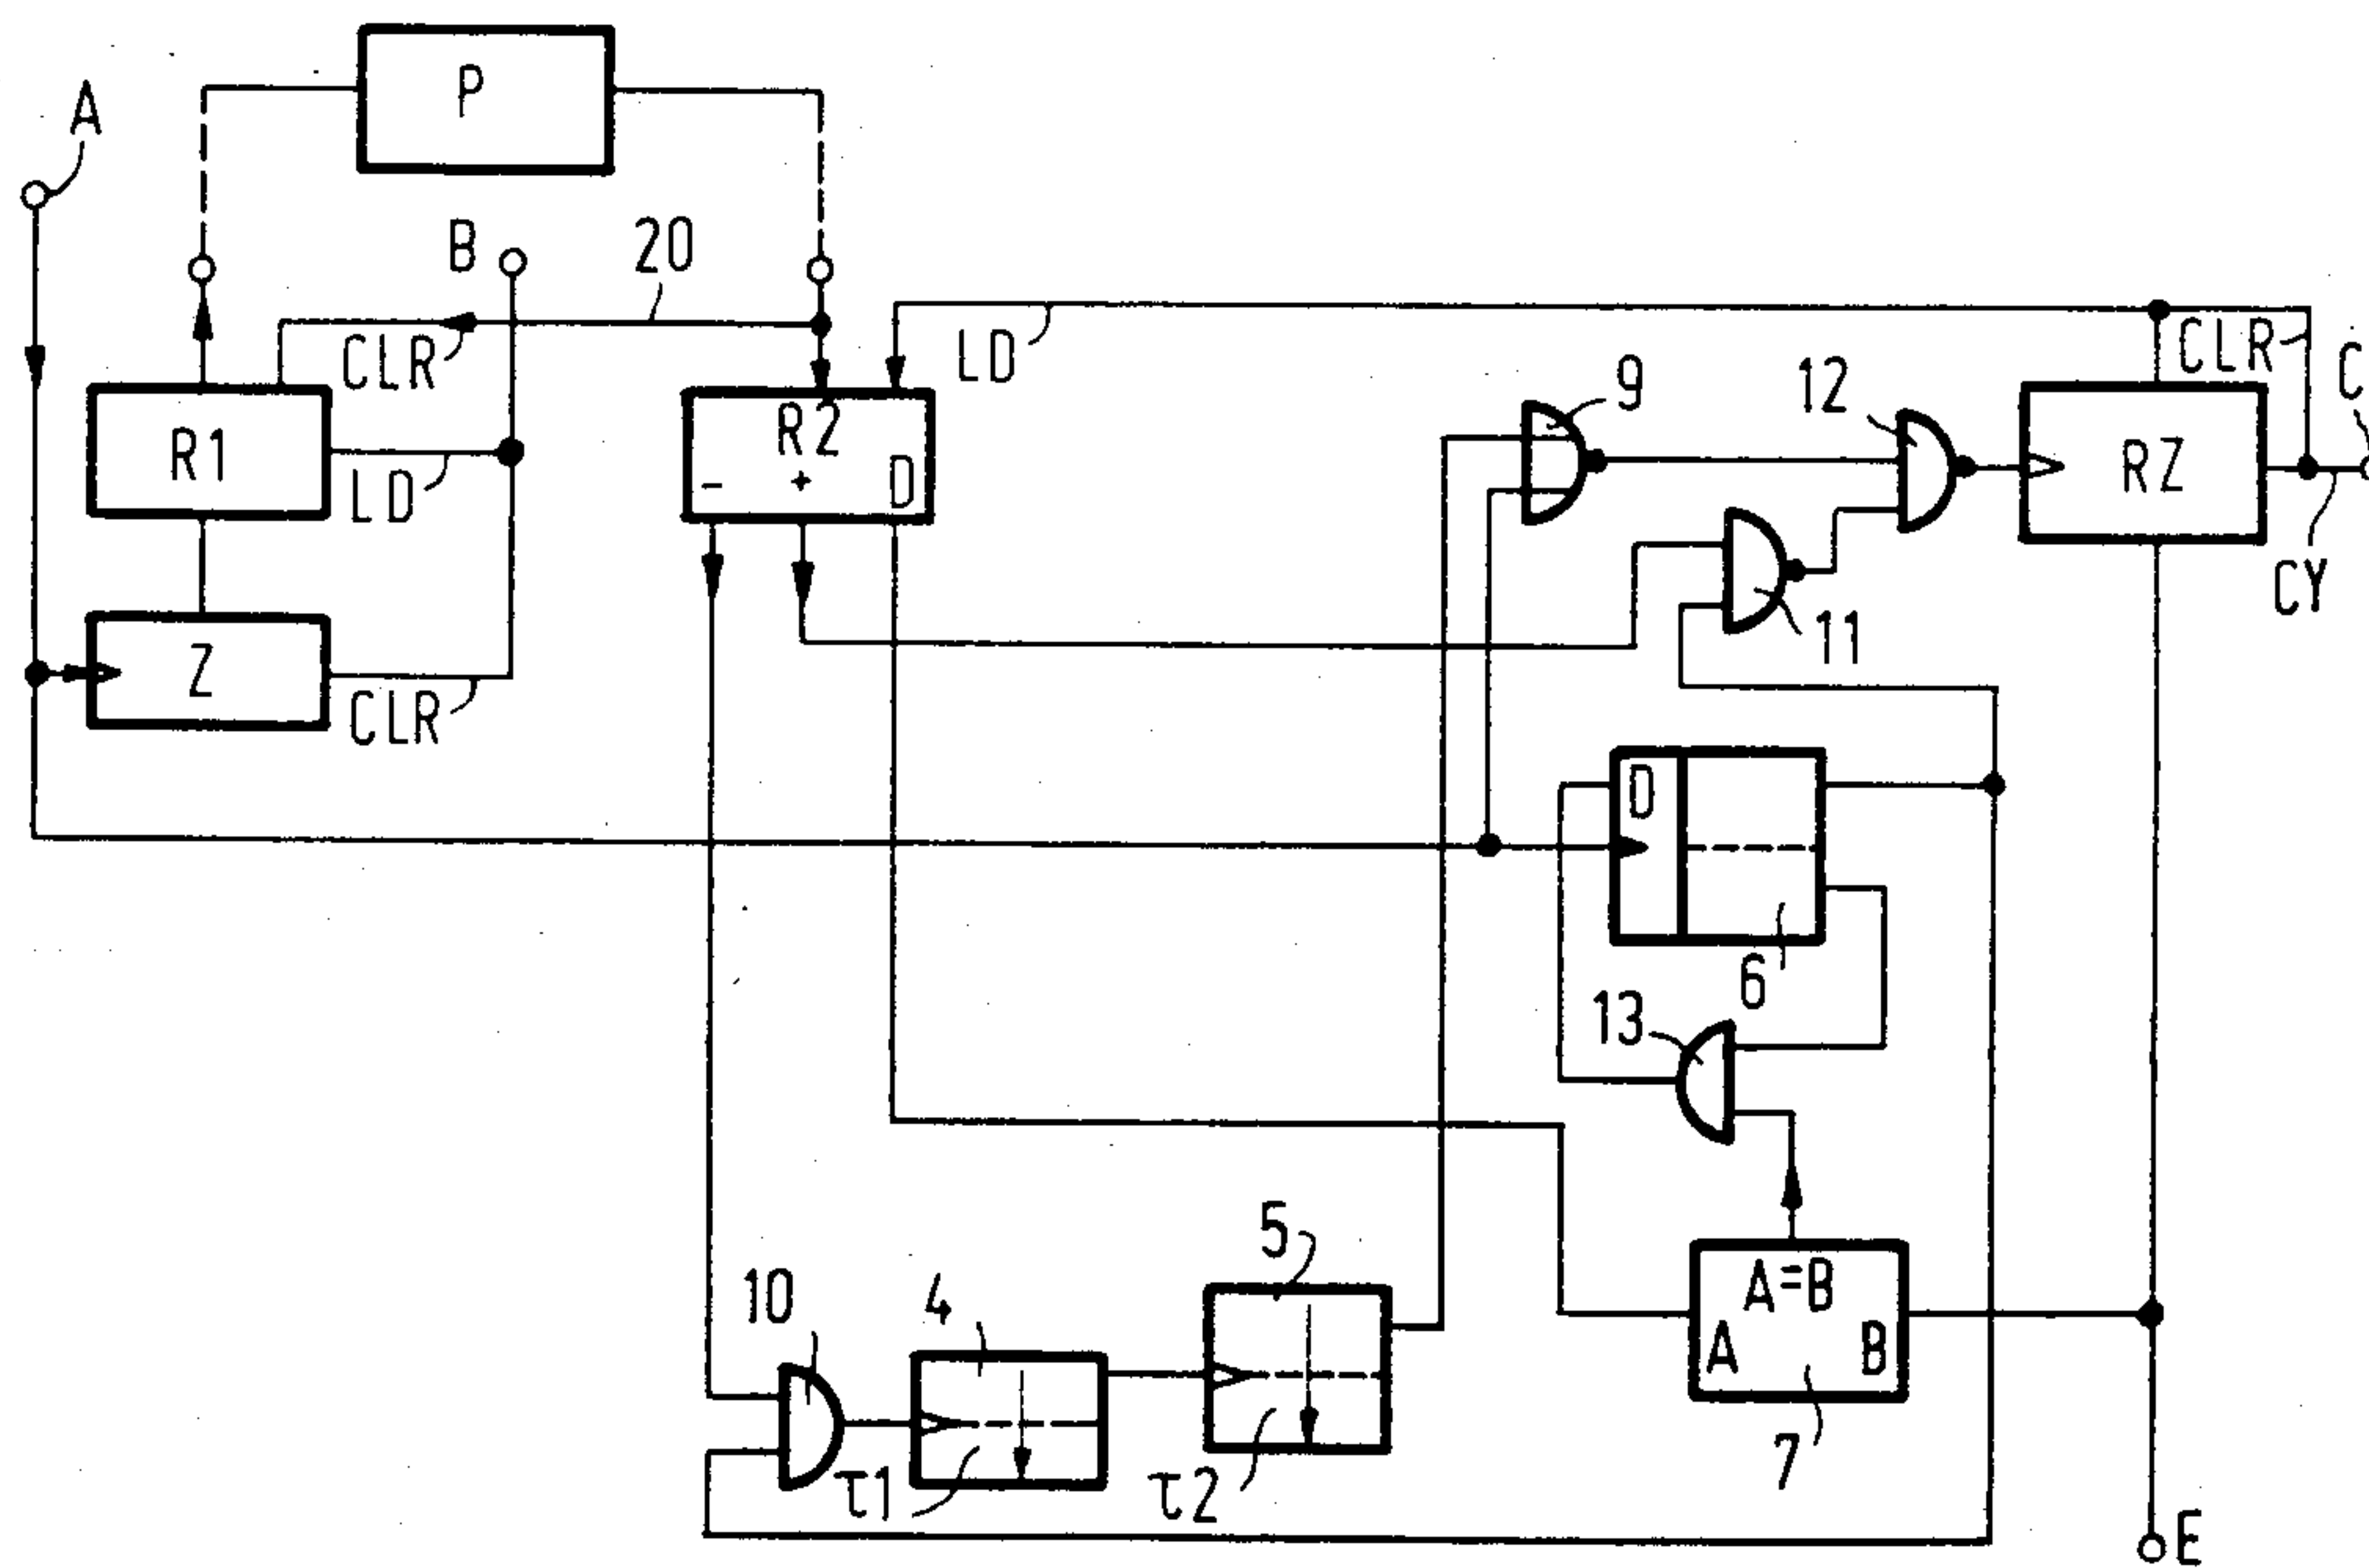 P
A
B
20
CLR
LD
CLR
C
R1
LD
R2
- + D
9
12
RZ
CY
11
Z
CLR
D
6
13
5
A=B
A
B
10
4
τ1
τ2
7
E